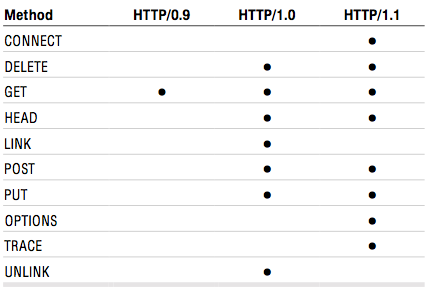 Method HTTP/0.9 HTTP/1.0 HTTP/1.1
CONNECT ●
DELETE ● ●
GET ● ● ●
HEAD ● ●
LINK ●
POST ● ●
PUT ● ●
OPTIONS ●
TRACE ●
UNLINK ●